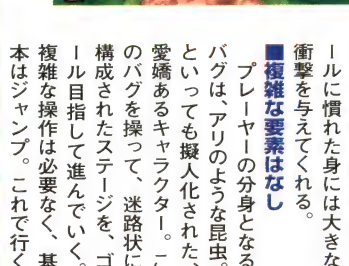 ールに慣れた身には大きな
衝撃を与えてくれる。
■複雑な要素はなし
プレーヤーの分身となる
バグは、アリのような昆虫。
といっても擬人化された、
愛嬌あるキャラクター。こ
のバグを操って、迷路状に
構成されたステージを、ゴ
ール目指して進んでいく。
複雑な操作は必要なく、基
本はジャンプ。これで行く